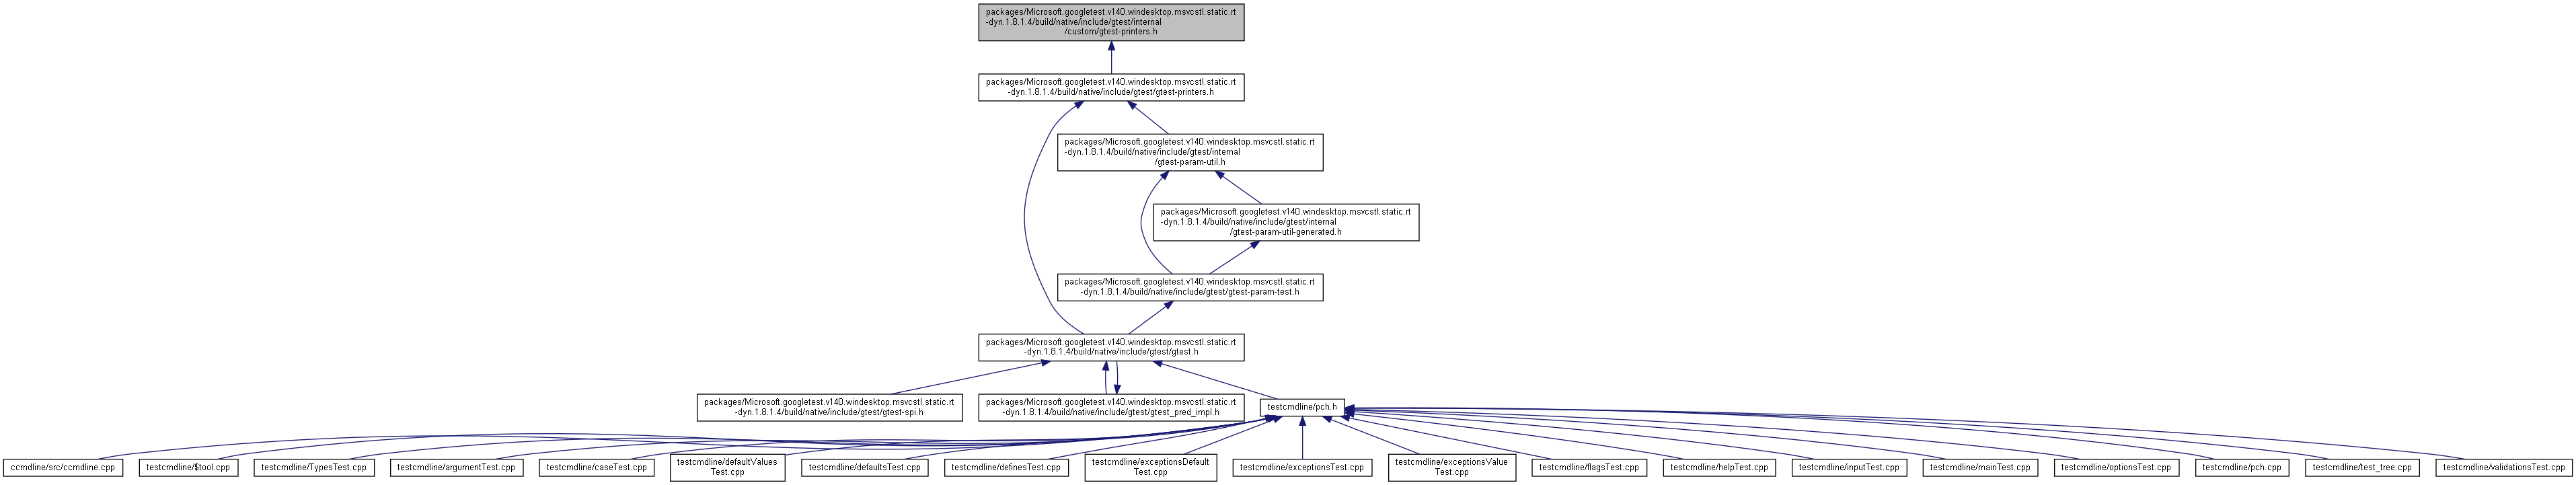 packages/Microsoft.googletest.v140.windesktop.msvcstl.static.rt
-dyn.1.8.1.4/build/native/include/gtest/internal
/custom/gtest-printers.h
packages/Microsoft.googletest.v140.windesktop.msvcstl.static.rt
-dyn.1.8.1.4/build/native/include/gtest/gtest-printers.h
packages/Microsoft.googletest.v140.windesktop.msvcstl.static.rt
-dyn.1.8.1.4/build/native/include/gtest/internal
/gtest-param-util.h
packages/Microsoft.googletest.v140.windesktop.msvcstl.static.rt
-dyn.1.8.1.4/build/native/include/gtest/internal
/gtest-param-util-generated.h
packages/Microsoft.googletest.v140.windesktop.msvcstl.static.rt
-dyn.1.8.1.4/build/native/include/gtest/gtest-param-test.h
packages/Microsoft.googletest.v140.windesktop.msvcstl.static.rt
-dyn.1.8.1.4/build/native/include/gtest/gtest.h
packages/Microsoft.googletest.v140.windesktop.msvcstl.static.rt
-dyn.1.8.1.4/build/native/include/gtest/gtest-spi.h
packages/Microsoft.googletest.v140.windesktop.msvcstl.static.rt
-dyn.1.8.1.4/build/native/include/gtest/gtest_pred_impl.h
testcmdline/pch.h
ccmdline/src/ccmdline.cpp
testcmdline/$tool.cpp
testcmdline/TypesTest.cpp
testcmdline/argumentTest.cpp
testcmdline/caseTest.cpp
testcmdline/defaultValues
Test.cpp
testcmdline/defaultsTest.cpp
testcmdline/definesTest.cpp
testcmdline/exceptionsDefault
Test.cpp
testcmdline/exceptionsTest.cpp
testcmdline/exceptionsValue
Test.cpp
testcmdline/flagsTest.cpp
testcmdline/helpTest.cpp
testcmdline/inputTest.cpp
testcmdline/mainTest.cpp
testcmdline/optionsTest.cpp
testcmdline/pch.cpp
testcmdline/test_tree.cpp
testcmdline/validationsTest.cpp